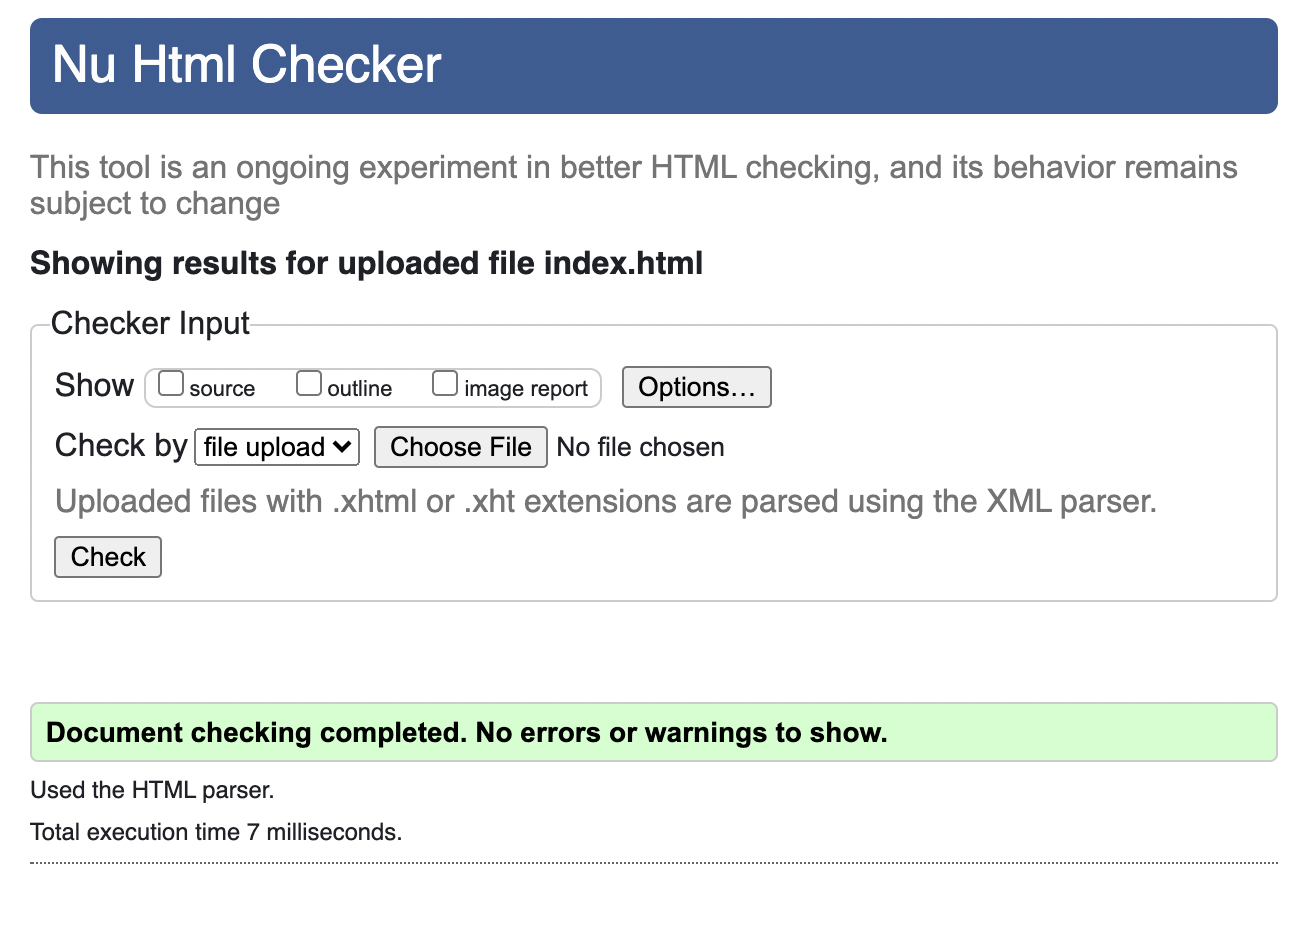 Nu Html Checker
This tool is an ongoing experiment in better HTML checking, and its behavior remains
subject to change
Showing results for uploaded file index.html
Checker Input
Show source outline image report Options…
Check by file upload Choose File No file chosen
Uploaded files with .xhtml or .xht extensions are parsed using the XML parser.
Check
Document checking completed. No errors or warnings to show.
Used the HTML parser.
Total execution time 7 milliseconds.